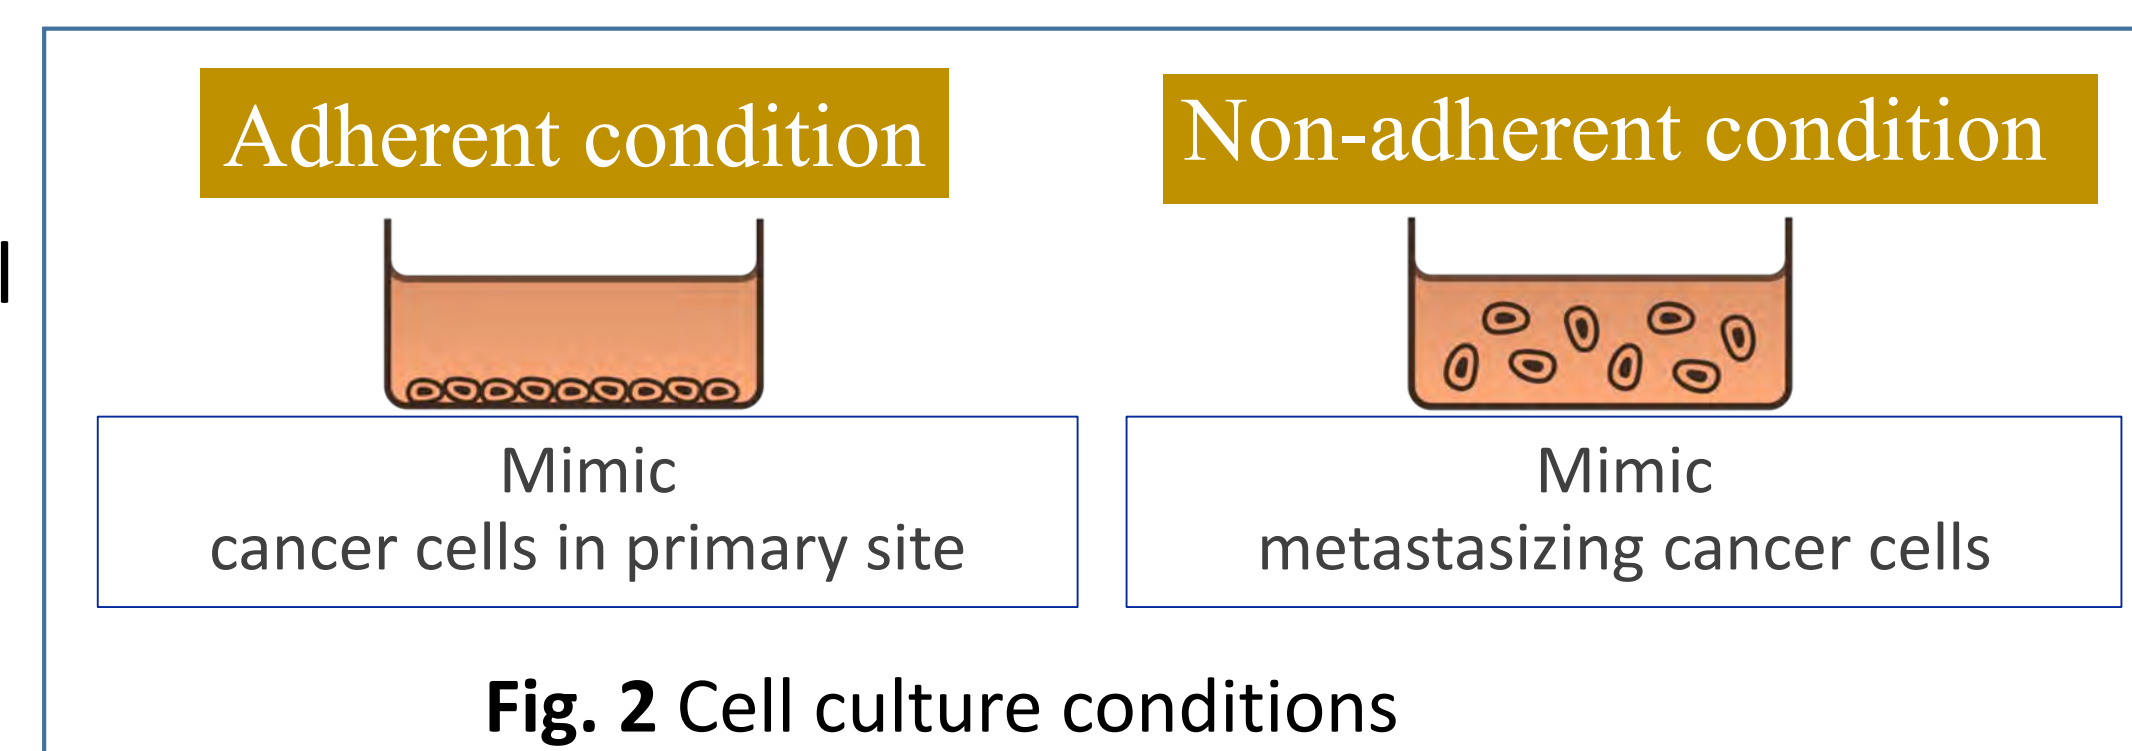 Adherent condition
Non-adherent condition
Mimic
cancer cells in primary site
Mimic
metastasizing cancer cells
Fig. 2 Cell culture conditions